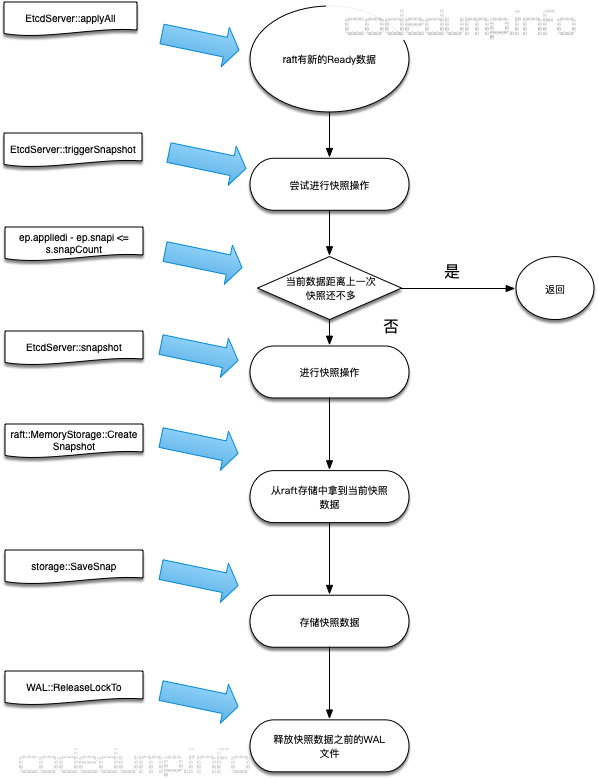 EtcdServer::applyAll
codedump.info
raft有新的Ready数据
EtcdServer::triggerSnapshot
尝试进行快照操作
ep.appliedi - ep.snapi <=
s.snapCount
当前数据距离上一次
快照还不多
是
返回
否
EtcdServer::snapshot
进行快照操作
raft::MemoryStorage::Create
Snapshot
从raft存储中拿到当前快照
数据
storage::SaveSnap
存储快照数据
WAL::ReleaseLockTo
释放快照数据之前的WAL
文件
codedump.info